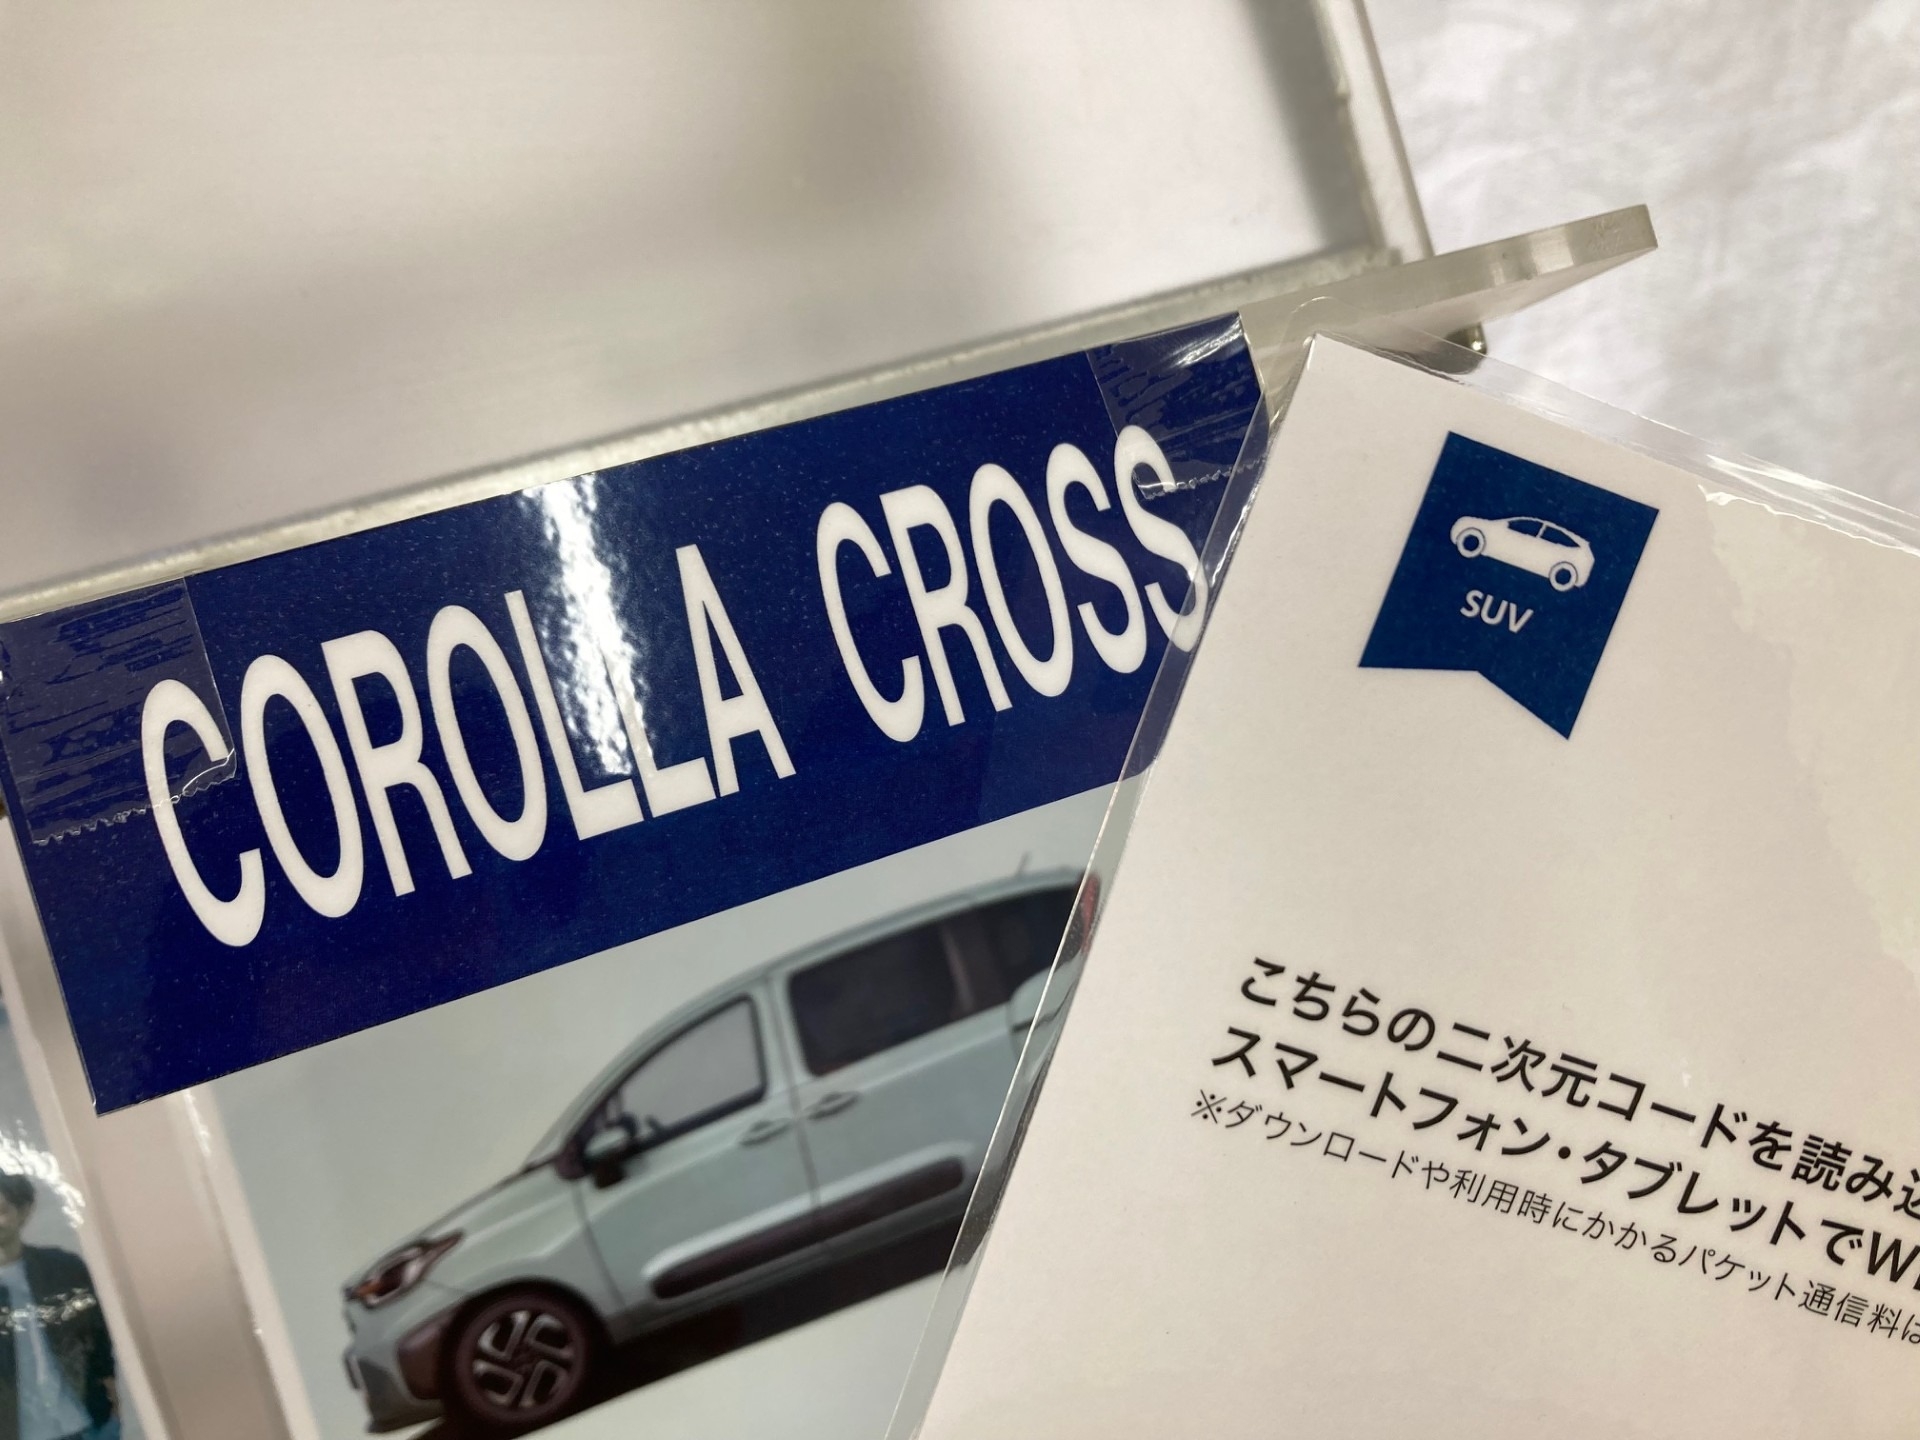 COROLLA CROSS
SUV
こちらの二次元コードを読み
スマートフォン・タブレットでW
※ダウンロードや利用時にかかるパケット通信料は